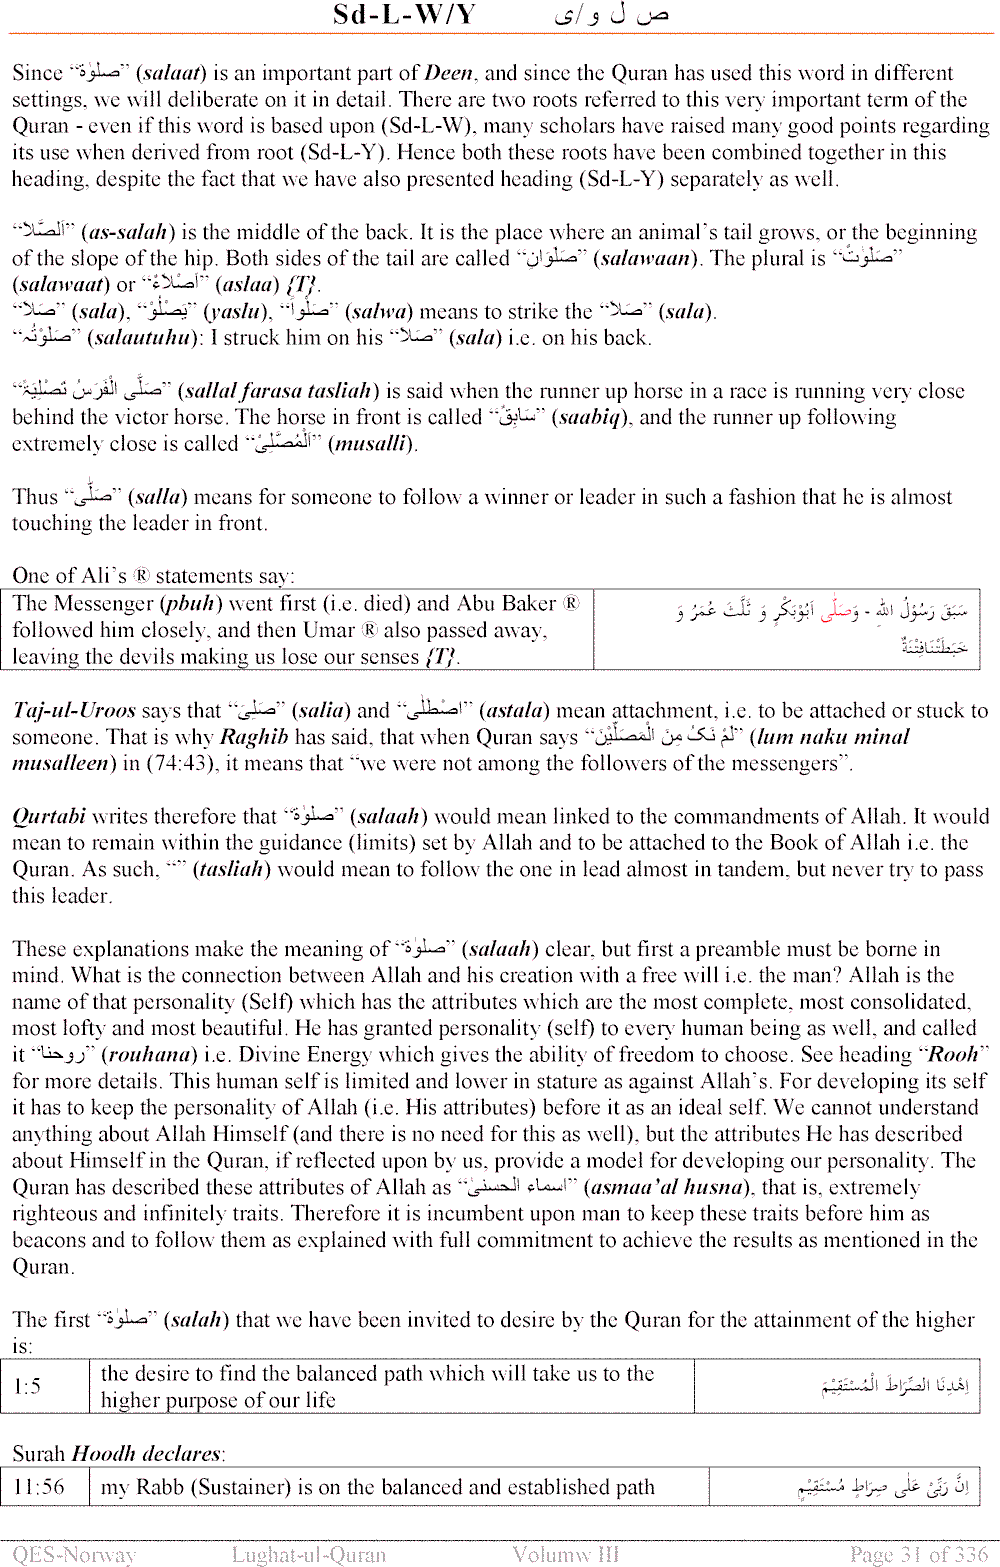 Sd-L-W/Y ص ل و/ی
Since “صلوٰۃ” (salaat) is an important part of Deen, and since the Quran has used this word in different
settings, we will deliberate on it in detail. There are two roots referred to this very important term of the
Quran - even if this word is based upon (Sd-L-W), many scholars have raised many good points regarding
its use when derived from root (Sd-L-Y). Hence both these roots have been combined together in this
heading, despite the fact that we have also presented heading (Sd-L-Y) separately as well.
“اَلصَّلَا” (as-salah) is the middle of the back. It is the place where an animal’s tail grows, or the beginning
of the slope of the hip. Both sides of the tail are called “صَلَوَانِ” (salawaan). The plural is “صَلَوٰتٌ”
(salawaat) or “اَصْلَاءٌ” (aslaa) {T}.
“صَلَا” (sala), “یَصْلُوْ” (yaslu), “صَلْواً” (salwa) means to strike the “صَلَا” (sala).
“صَلَوْتُہ” (salautuhu): I struck him on his “صَلَا” (sala) i.e. on his back.
“صَلَّی الْفَرَسُ تَصْلِیَۃً” (sallal farasa tasliah) is said when the runner up horse in a race is running very close
behind the victor horse. The horse in front is called “سَابِقٌ” (saabiq), and the runner up following
extremely close is called “اَلْمُصَلِّیْ” (musalli).
Thus “صَلّٰی” (salla) means for someone to follow a winner or leader in such a fashion that he is almost
touching the leader in front.
One of Ali’s ® statements say:
The Messenger (pbuh) went first (i.e. died) and Abu Baker ® سَبَقَ رَسُوْلُ اللہِ - وَصَلّٰی اَبُوْبَکْرٍ وَ ثَلَّثَ عُمَرُ وَ
followed him closely, and then Umar ® also passed away,
leaving the devils making us lose our senses {T}. خَبَطَتْنَافِتْنَةٌ
Taj-ul-Uroos says that “صَلِیَ” (salia) and “اصْطَلٰی” (astala) mean attachment, i.e. to be attached or stuck to
someone. That is why Raghib has said, that when Quran says “لَمْ نَکُ مِنَ الْمَصَلِّیْنَ” (lum naku minal
musalleen) in (74:43), it means that “we were not among the followers of the messengers”.
Qurtabi writes therefore that “صلوٰۃ” (salaah) would mean linked to the commandments of Allah. It would
mean to remain within the guidance (limits) set by Allah and to be attached to the Book of Allah i.e. the
Quran. As such, “” (tasliah) would mean to follow the one in lead almost in tandem, but never try to pass
this leader.
These explanations make the meaning of “صلوٰۃ” (salaah) clear, but first a preamble must be borne in
mind. What is the connection between Allah and his creation with a free will i.e. the man? Allah is the
name of that personality (Self) which has the attributes which are the most complete, most consolidated,
most lofty and most beautiful. He has granted personality (self) to every human being as well, and called
it “روحنا” (rouhana) i.e. Divine Energy which gives the ability of freedom to choose. See heading “Rooh”
for more details. This human self is limited and lower in stature as against Allah’s. For developing its self
it has to keep the personality of Allah (i.e. His attributes) before it as an ideal self. We cannot understand
anything about Allah Himself (and there is no need for this as well), but the attributes He has described
about Himself in the Quran, if reflected upon by us, provide a model for developing our personality. The
Quran has described these attributes of Allah as “اسماء الحسنیٰ” (asmaa’al husna), that is, extremely
righteous and infinitely traits. Therefore it is incumbent upon man to keep these traits before him as
beacons and to follow them as explained with full commitment to achieve the results as mentioned in the
Quran.
The first “صلوٰۃ” (salah) that we have been invited to desire by the Quran for the attainment of the higher
is:
1:5 the desire to find the balanced path which will take us to the اِھْدِنَا الصِّرَاطَ الْمُسْتَقِیْمَ
higher purpose of our life
Surah Hoodh declares:
11:56 my Rabb (Sustainer) is on the balanced and established path اِنَّ رَبِّیْ عَلٰی صِرَاطٍ مُسْتَقِیْمٍ
QES-Norway Lughat-ul-Quran Volumw III Page 31 of 336